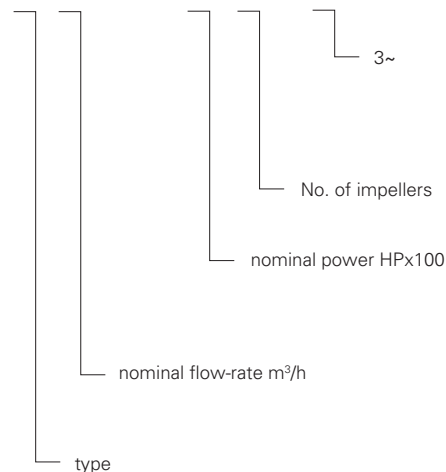 3~
No. of impellers
nominal power HPx100
nominal flow-rate m³/h
type